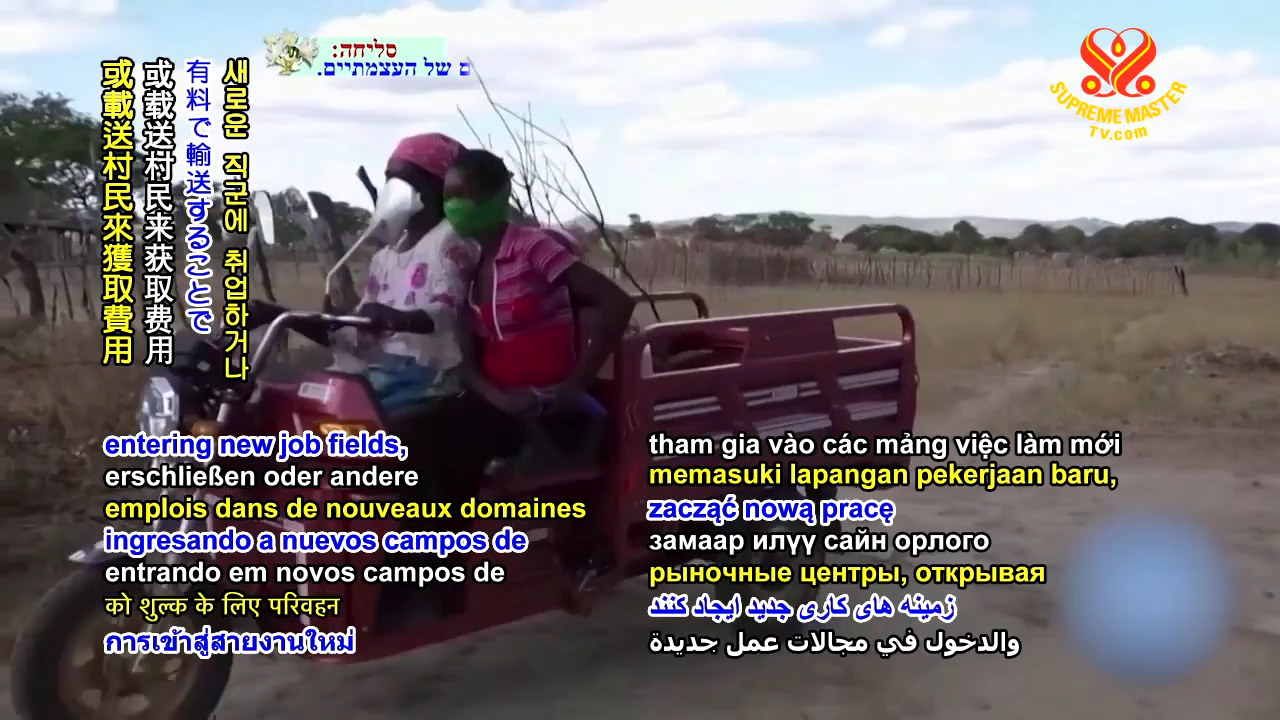 סליחה:
ם של העצמתיים.
SUPREME MASTER
TV.com
새로운 직군에 취업하거나
有料で輸送することで
或载送村民来获取费用
或載送村民來獲取費用
entering new job fields,
erschließen oder andere
emplois dans de nouveaux domaines
ingresando a nuevos campos de
entrando em novos campos de
को शुल्क के लिए परिवहन
การเข้าสู่สายงานใหม่
tham gia vào các mảng việc làm mới
memasuki lapangan pekerjaan baru,
zacząć nową pracę
замаар илүү сайн орлого
рыночные центры, открывая
زمینه های کاری جدید ایجاد کنند
والدخول في مجالات عمل جديدة